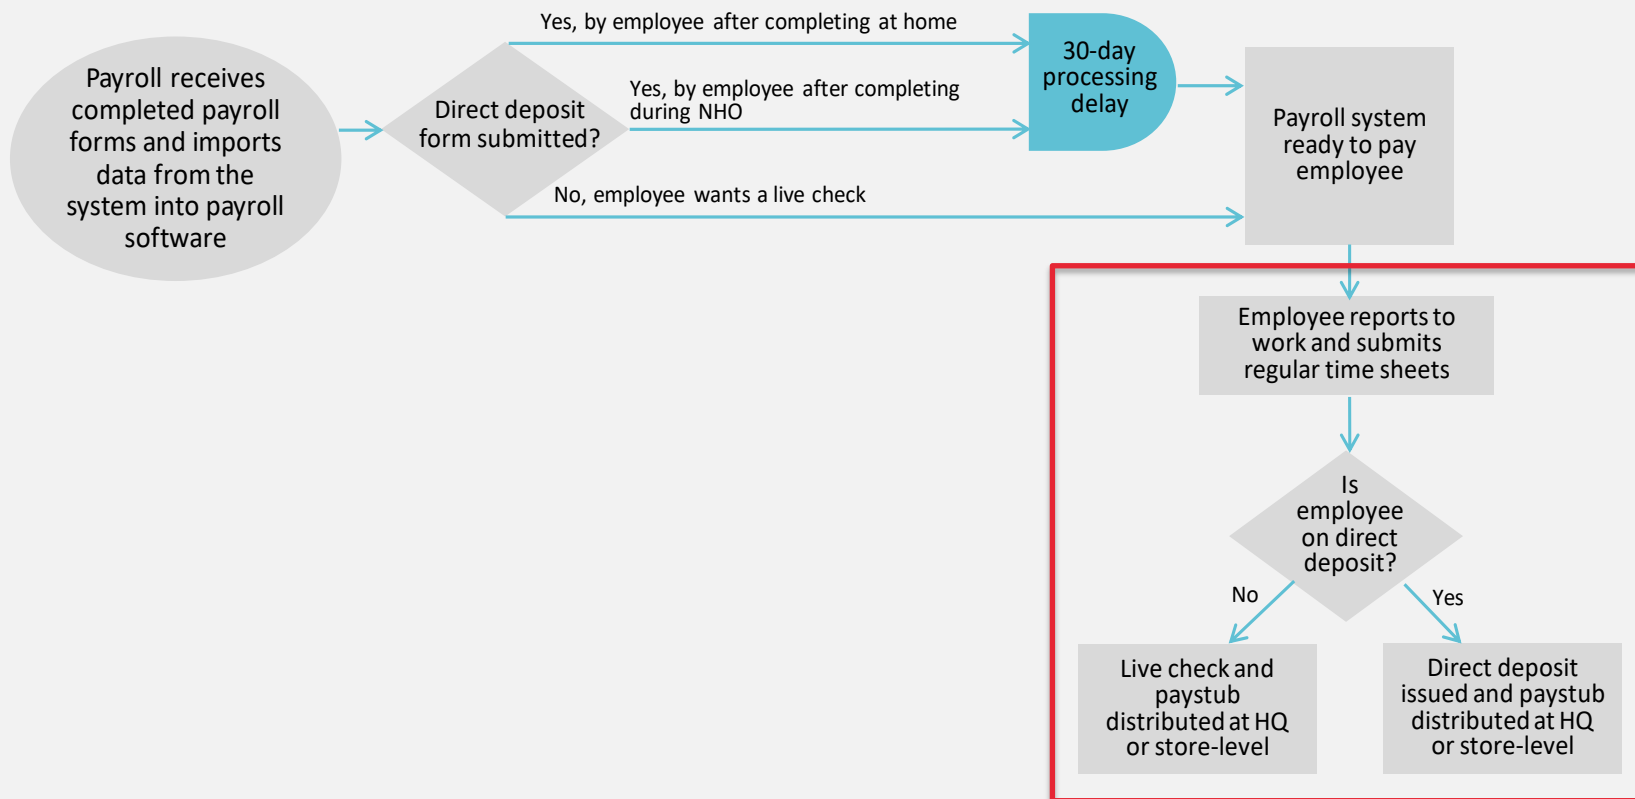 Payroll receives
completed payroll
forms and imports
data from the
system into payroll
software
Direct deposit
form submitted?
Yes, by employee after completing at home
Yes, by employee after completing
during NHO
No, employee wants a live check
30-day
processing
delay
Payroll system
ready to pay
employee
Employee reports to
work and submits
regular time sheets
Is
employee
on direct
deposit?
No
Yes
Live check and
paystub
distributed at HQ
or store-level
Direct deposit
issued and paystub
distributed at HQ
or store-level